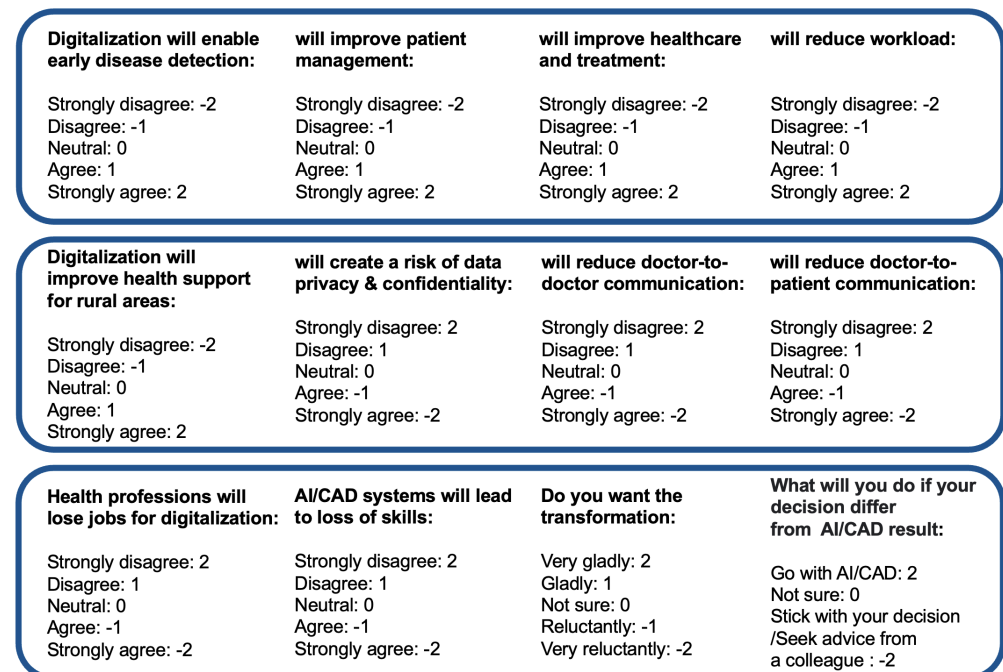 Digitalization will enable
early disease detection:
Strongly disagree: -2
Disagree: -1
Neutral: 0
Agree: 1
Strongly agree: 2
will improve patient
management:
Strongly disagree: -2
Disagree: -1
Neutral: 0
Agree: 1
Strongly agree: 2
will improve healthcare
and treatment:
Strongly disagree: -2
Disagree: -1
Neutral: 0
Agree: 1
Strongly agree: 2
will reduce workload:
Strongly disagree: -2
Disagree: -1
Neutral: 0
Agree: 1
Strongly agree: 2
Digitalization will
improve health support
for rural areas:
Strongly disagree: -2
Disagree: -1
Neutral: 0
Agree: 1
Strongly agree: 2
will create a risk of data
privacy & confidentiality:
Strongly disagree: 2
Disagree: 1
Neutral: 0
Agree: -1
Strongly agree: -2
will reduce doctor-to-
doctor communication:
Strongly disagree: 2
Disagree: 1
Neutral: 0
Agree: -1
Strongly agree: -2
will reduce doctor-to-
patient communication:
Strongly disagree: 2
Disagree: 1
Neutral: 0
Agree: -1
Strongly agree: -2
Health professions will
lose jobs for digitalization:
Strongly disagree: 2
Disagree: 1
Neutral: 0
Agree: -1
Strongly agree: -2
AI/CAD systems will lead
to loss of skills:
Strongly disagree: 2
Disagree: 1
Neutral: 0
Agree: -1
Strongly agree: -2
Do you want the
transformation:
Very gladly: 2
Gladly: 1
Not sure: 0
Reluctantly: -1
Very reluctantly: -2
What will you do if your
decision differ
from AI/CAD result:
Go with AI/CAD: 2
Not sure: 0
Stick with your decision
/Seek advice from
a colleague : -2